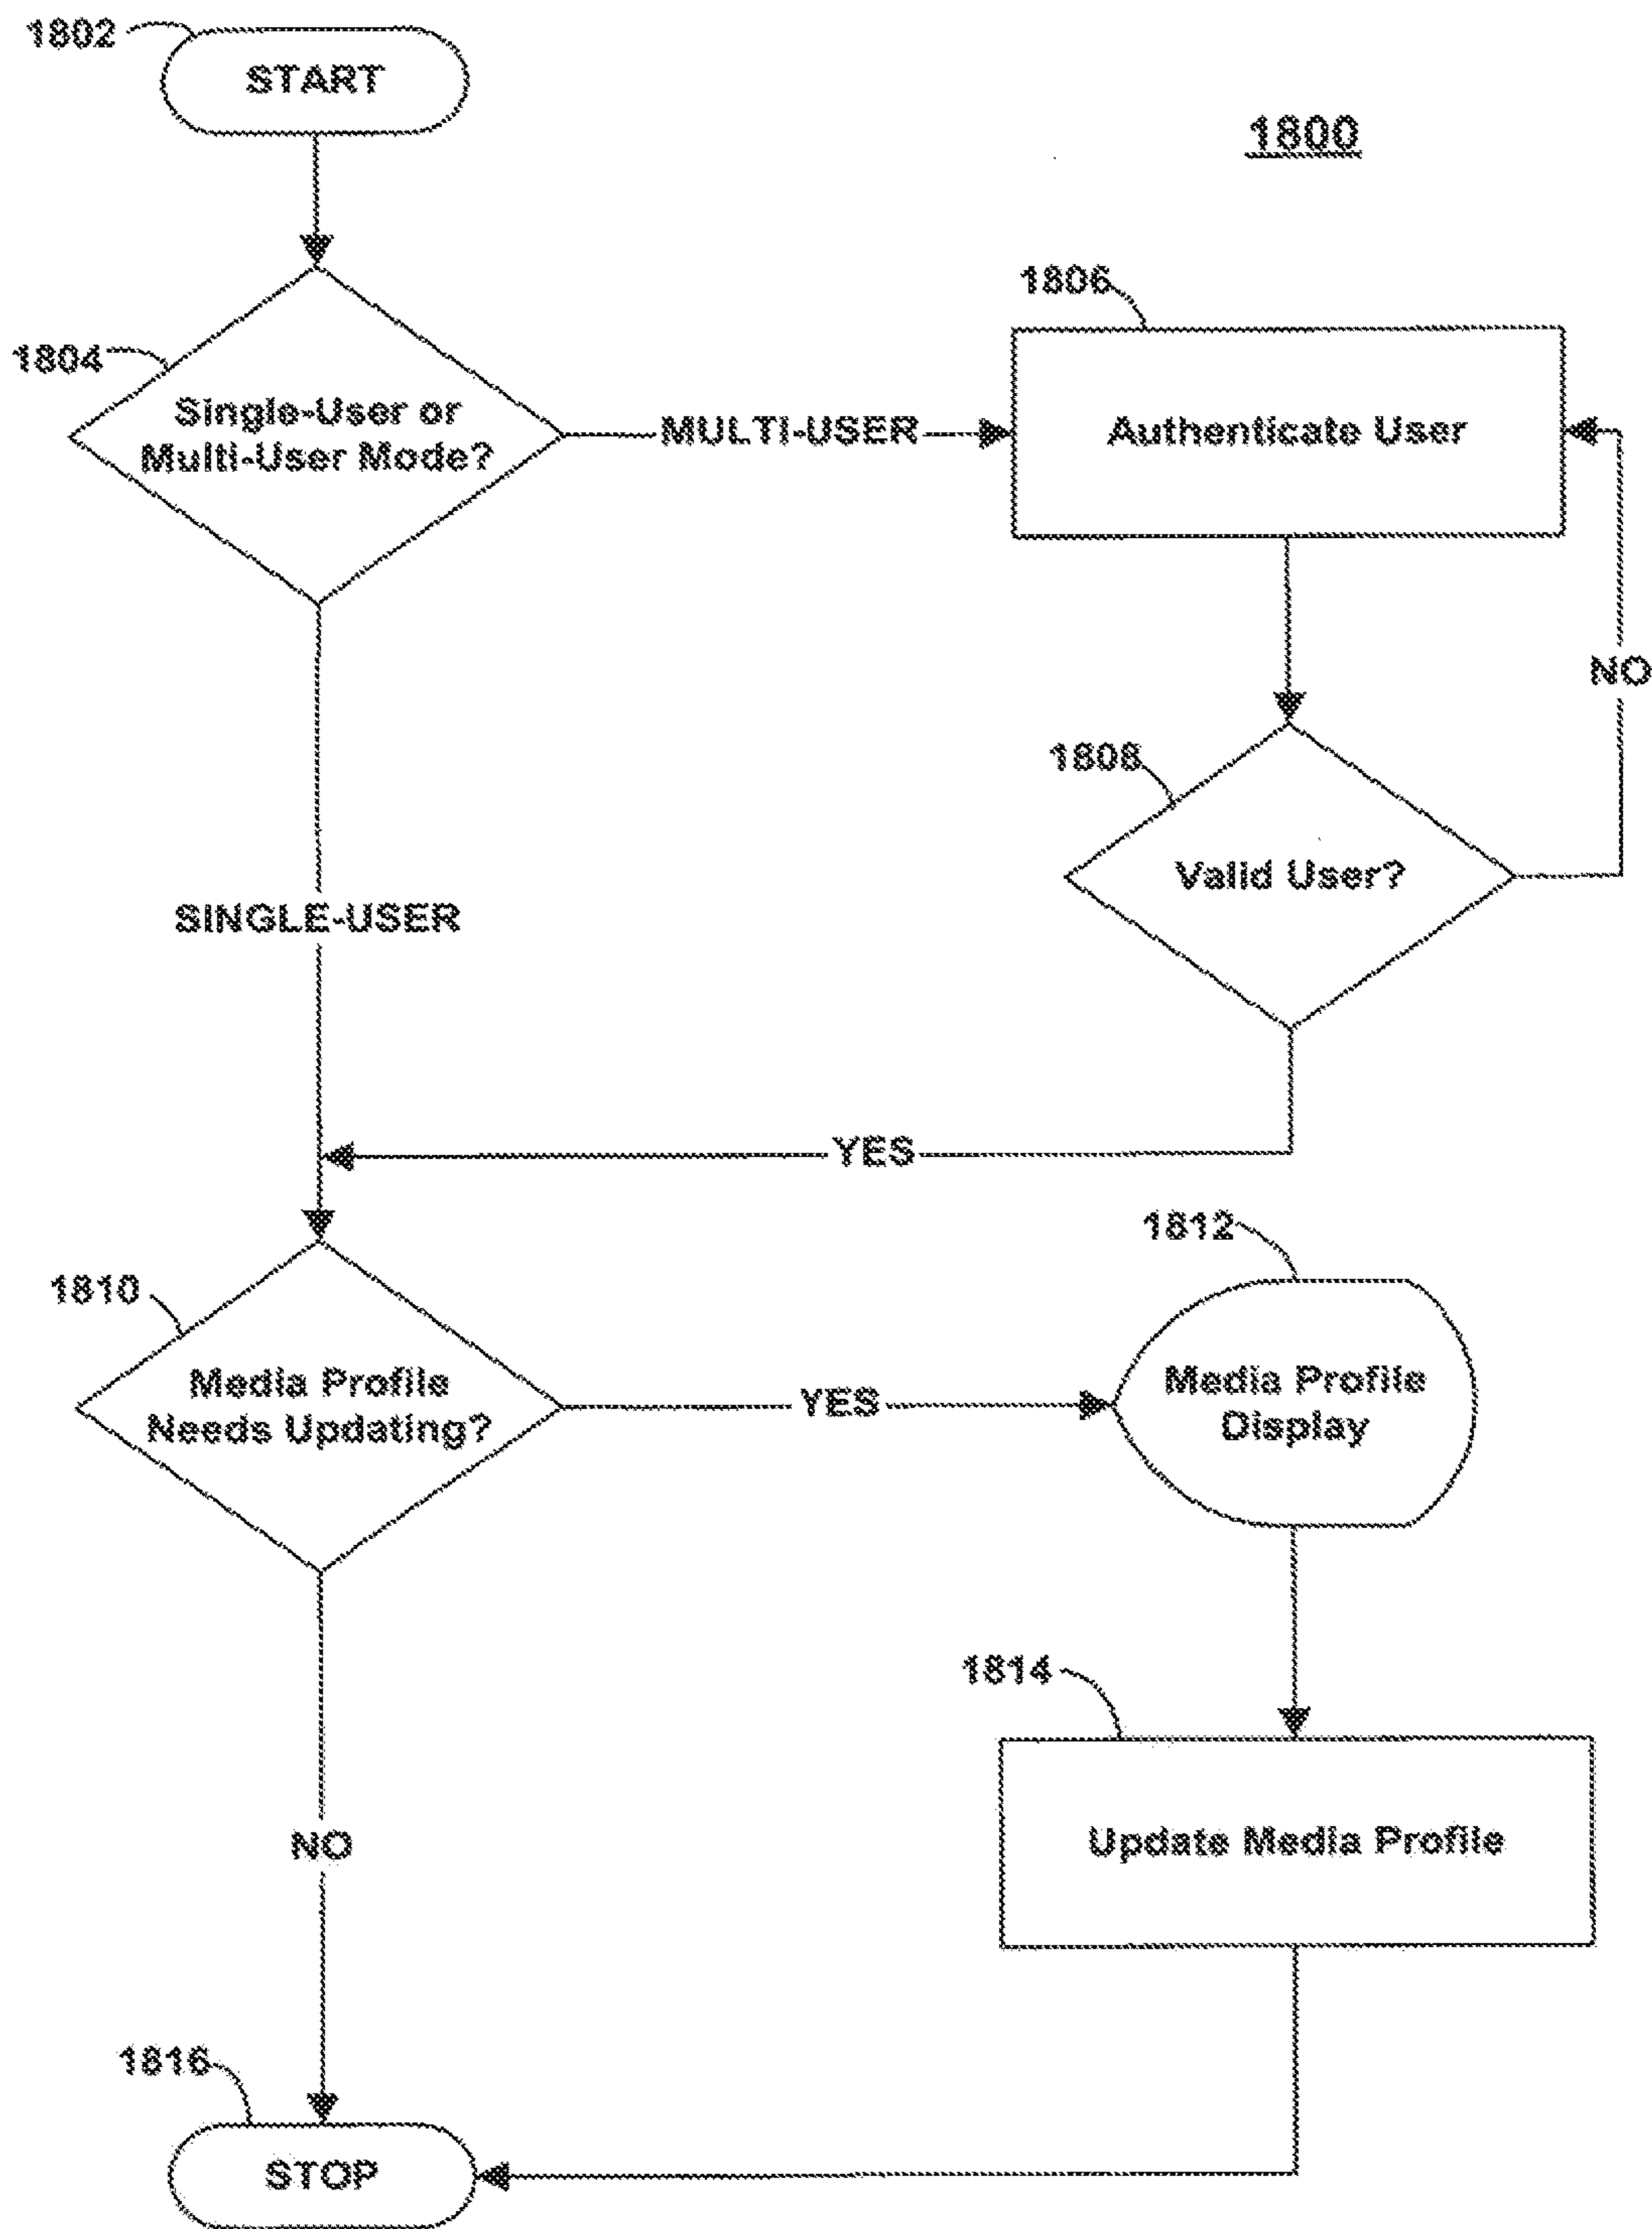 1802
START
1800
1804
Single-User or
Multi-User Mode?
MULTI-USER
1806
Authenticate User
NO
1808
Valid User?
SINGLE-USER
YES
1810
Media Profile
Needs Updating?
YES
1812
Media Profile
Display
1814
Update Media Profile
NO
1816
STOP